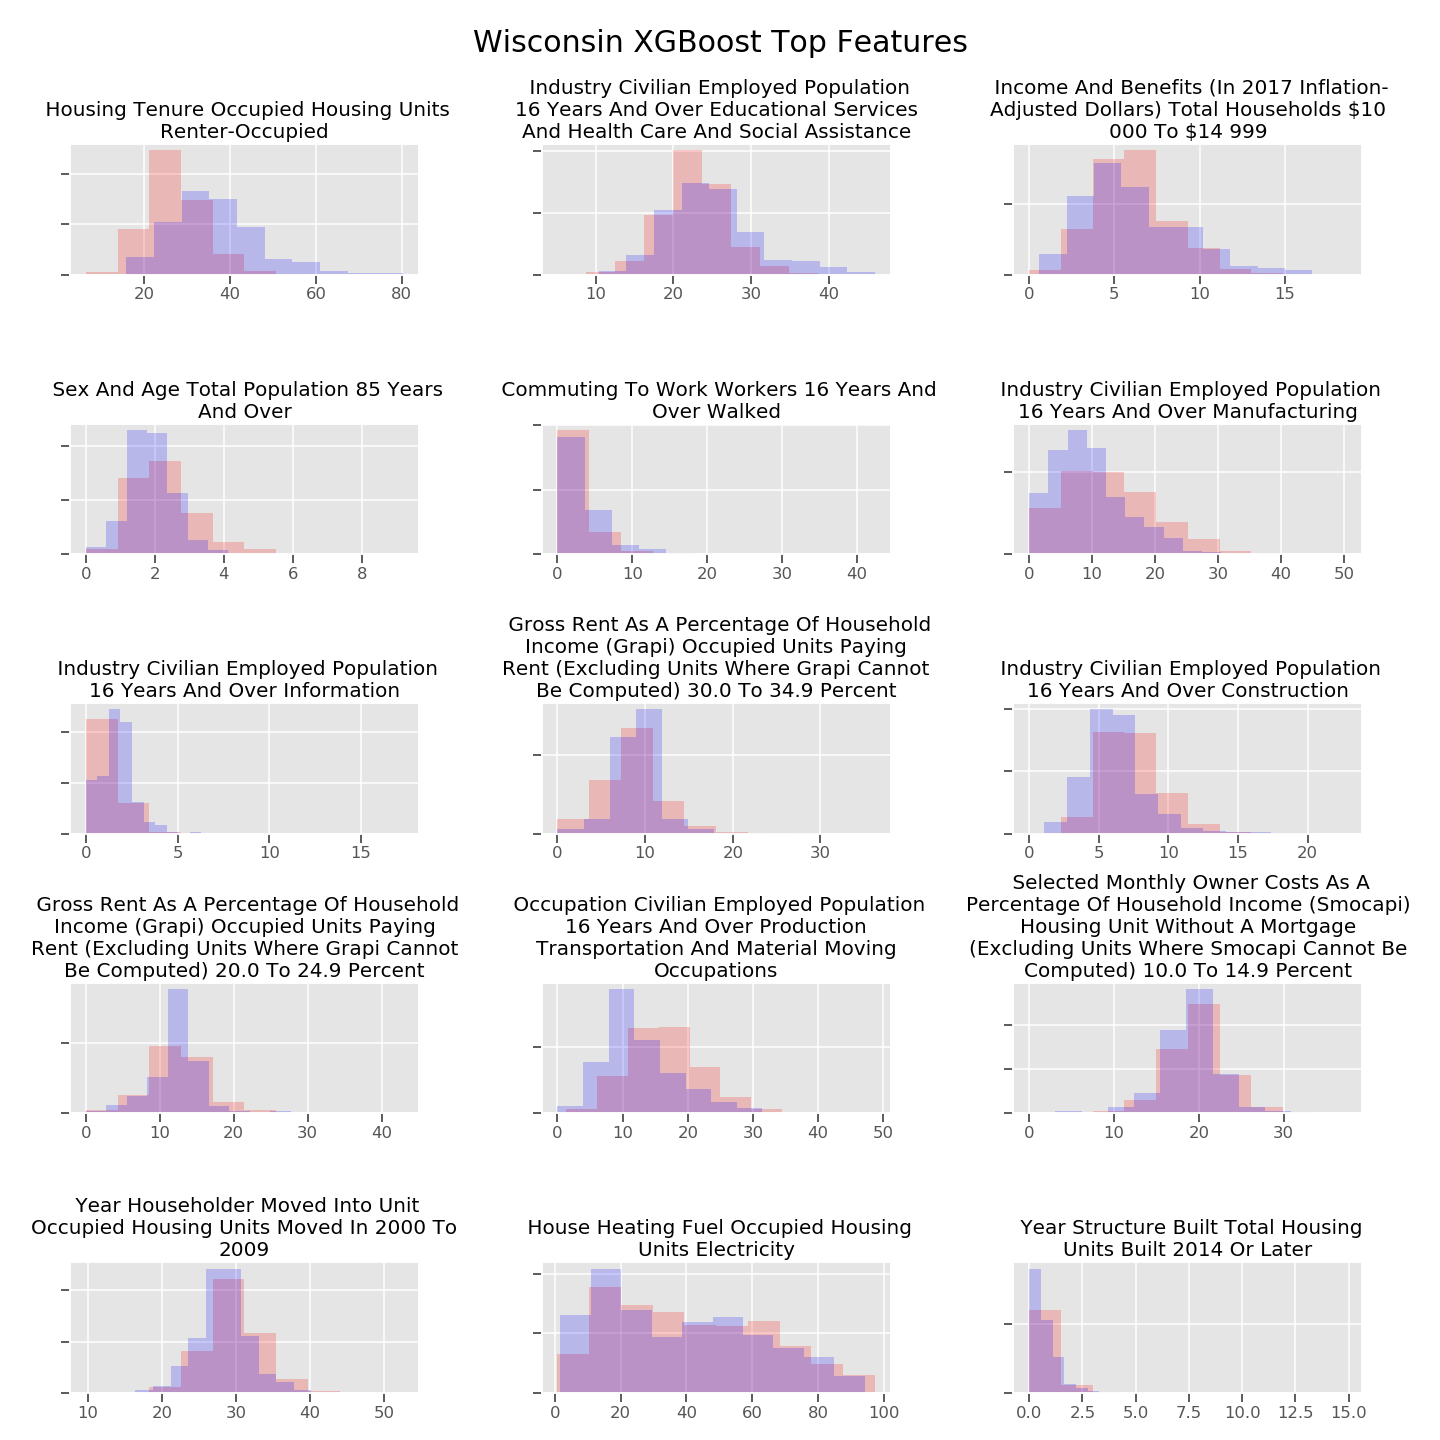 Wisconsin XGBoost Top Features
Housing Tenure Occupied Housing Units
Renter-Occupied
20 40 60 80
Industry Civilian Employed Population
16 Years And Over Educational Services
And Health Care And Social Assistance
10 20 30 40
Income And Benefits (In 2017 Inflation-
Adjusted Dollars) Total Households $10
000 To $14 999
0 5 10 15
Sex And Age Total Population 85 Years
And Over
0 2 4 6 8
Commuting To Work Workers 16 Years And
Over Walked
0 10 20 30 40
Industry Civilian Employed Population
16 Years And Over Manufacturing
0 10 20 30 40 50
Industry Civilian Employed Population
16 Years And Over Information
0 5 10 15
Gross Rent As A Percentage Of Household
Income (Grapi) Occupied Units Paying
Rent (Excluding Units Where Grapi Cannot
Be Computed) 30.0 To 34.9 Percent
0 10 20 30
Industry Civilian Employed Population
16 Years And Over Construction
0 5 10 15 20
Gross Rent As A Percentage Of Household
Income (Grapi) Occupied Units Paying
Rent (Excluding Units Where Grapi Cannot
Be Computed) 20.0 To 24.9 Percent
0 10 20 30 40
Occupation Civilian Employed Population
16 Years And Over Production
Transportation And Material Moving
Occupations
0 10 20 30 40 50
Selected Monthly Owner Costs As A
Percentage Of Household Income (Smocapi)
Housing Unit Without A Mortgage
(Excluding Units Where Smocapi Cannot Be
Computed) 10.0 To 14.9 Percent
0 10 20 30
Year Householder Moved Into Unit
Occupied Housing Units Moved In 2000 To
2009
10 20 30 40 50
House Heating Fuel Occupied Housing
Units Electricity
0 20 40 60 80 100
Year Structure Built Total Housing
Units Built 2014 Or Later
0.0 2.5 5.0 7.5 10.0 12.5 15.0